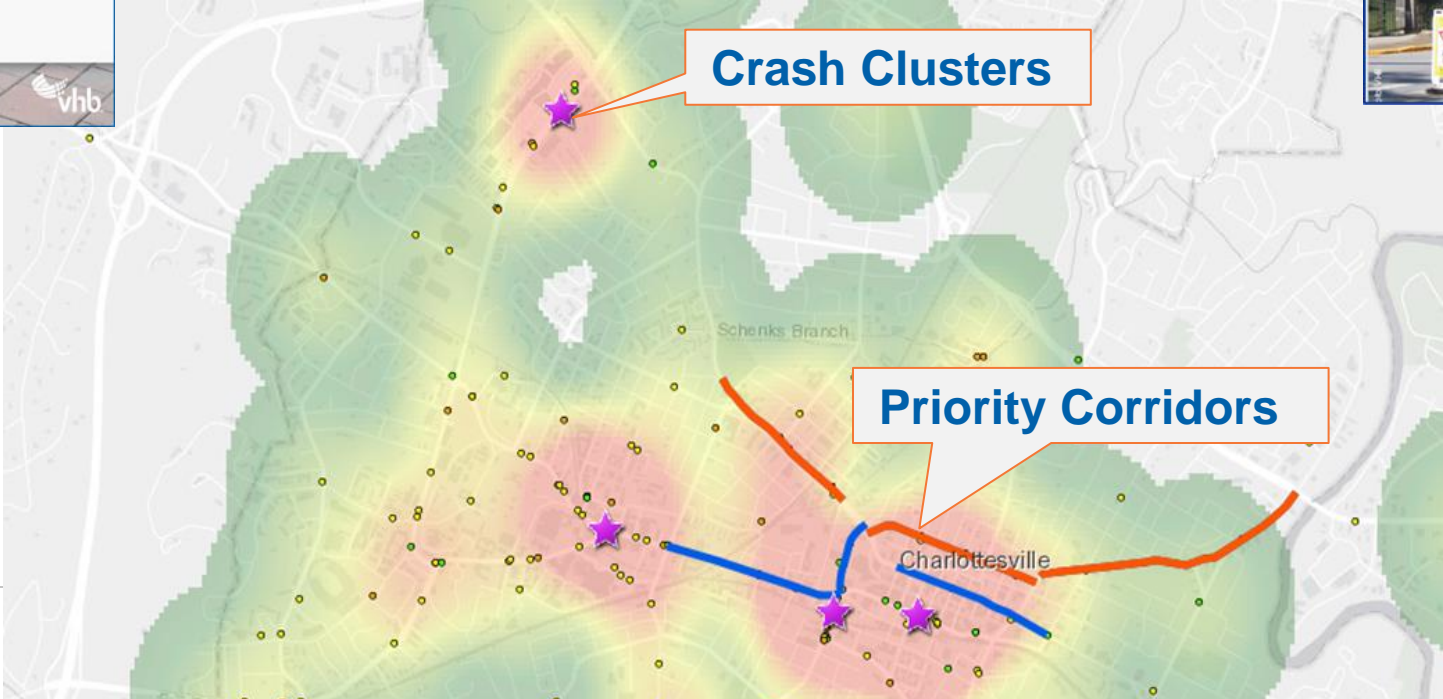 vhb
Crash Clusters
Schenks Branch
Priority Corridors
Charlottesville